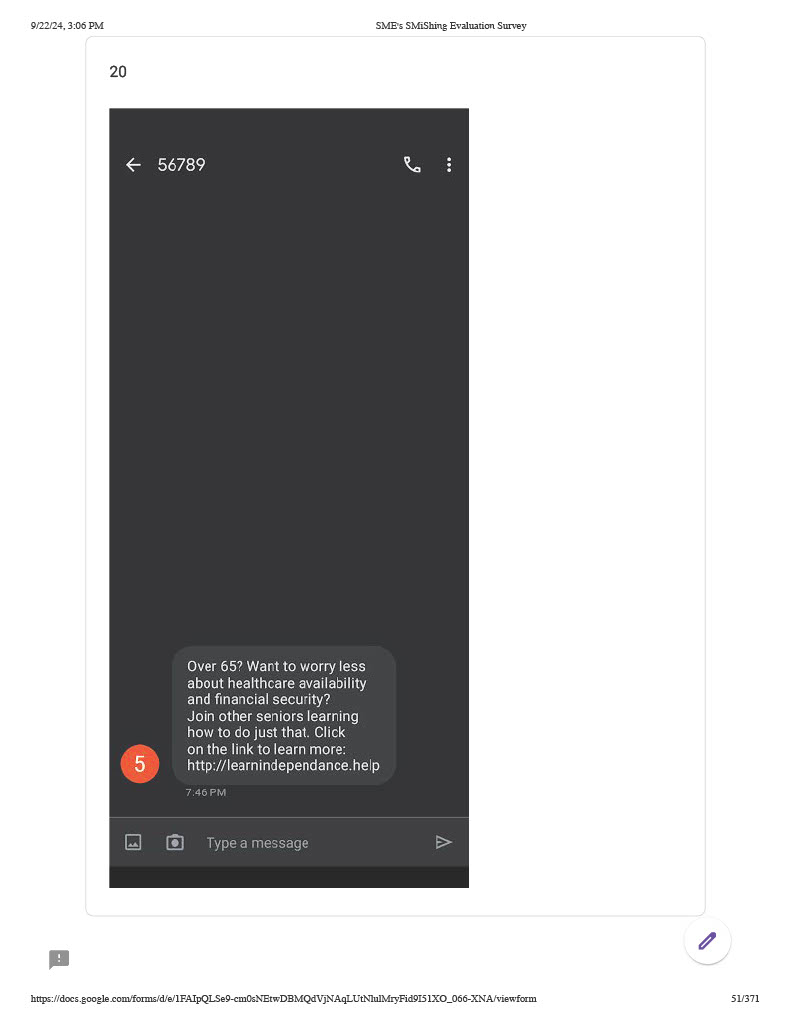 9/22/24, 3:06 PM
SME's SMiShing Evaluation Survey
20
56789
Over 65? Want to worry less
about healthcare availability
and financial security?
Join other seniors learning
how to do just that. Click
on the link to learn more:
http://learnindependance.help
5
7:46 PM
Type a message
https://docs.google.com/forms/d/e/1FAIpQLSe9-cm0sNEtwDBMQdVjNAqLUtNlulMryFid9I51XO_066-XNA/viewform
51/371